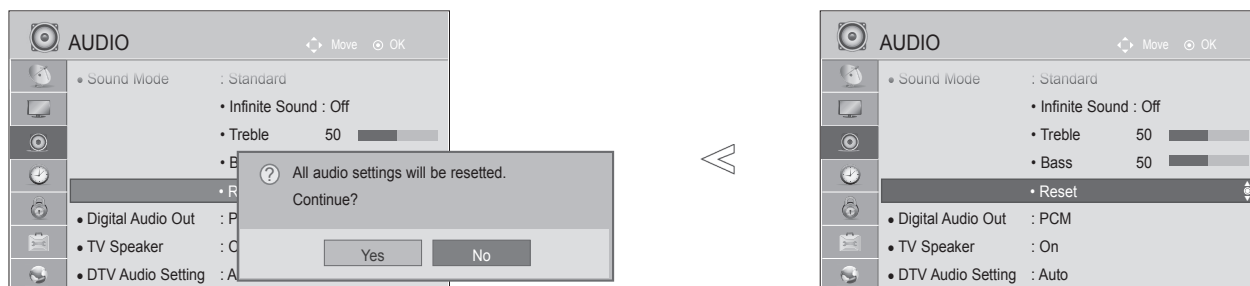 AUDIO Move OK
• Sound Mode : Standard
• Infinite Sound : Off
• Treble 50
• B
All audio settings will be resetted.
Continue?
• R
• Digital Audio Out : P
• TV Speaker : O
Yes No
• DTV Audio Setting : A
AUDIO Move OK
• Sound Mode : Standard
• Infinite Sound : Off
• Treble 50
• Bass 50
• Reset
• Digital Audio Out : PCM
• TV Speaker : On
• DTV Audio Setting : Auto